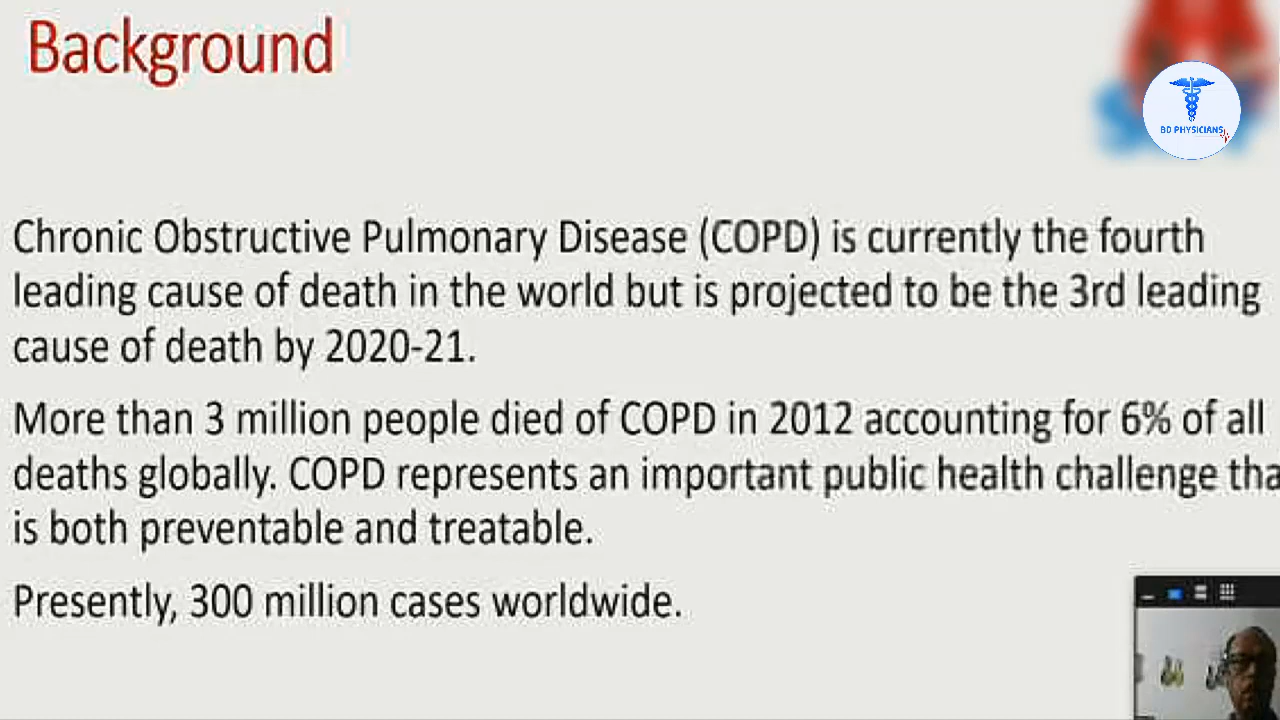 Background
BD PHYSICIANS
Chronic Obstructive Pulmonary Disease (COPD) is currently the fourth
leading cause of death in the world but is projected to be the 3rd leading
cause of death by 2020-21.
More than 3 million people died of COPD in 2012 accounting for 6% of all
deaths globally. COPD represents an important public health challenge tha
is both preventable and treatable.
Presently, 300 million cases worldwide.